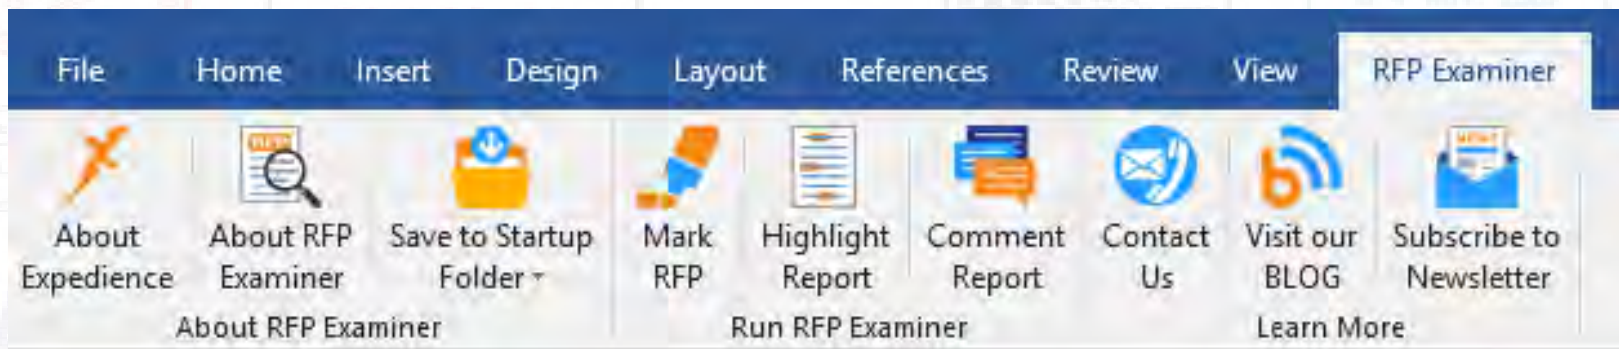 File Home Insert Design Layout References Review View RFP Examiner
About Expedience
About RFP Examiner
Save to Startup Folder
Mark RFP
Highlight Report
Comment Report
Contact Us
Visit our BLOG
Subscribe to Newsletter
About RFP Examiner Run RFP Examiner Learn More